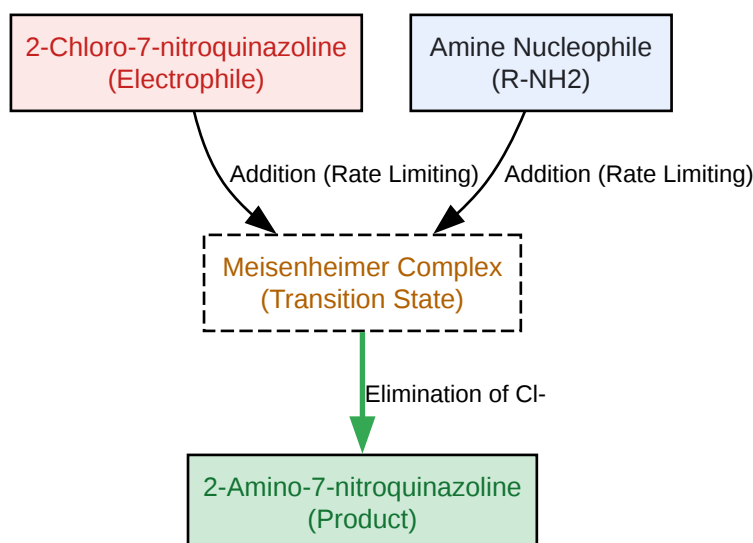 2-Chloro-7-nitroquinazoline
(Electrophile)
Amine Nucleophile
(R-NH2)
Addition (Rate Limiting)
Addition (Rate Limiting)
Meisenheimer Complex
(Transition State)
Elimination of Cl-
2-Amino-7-nitroquinazoline
(Product)